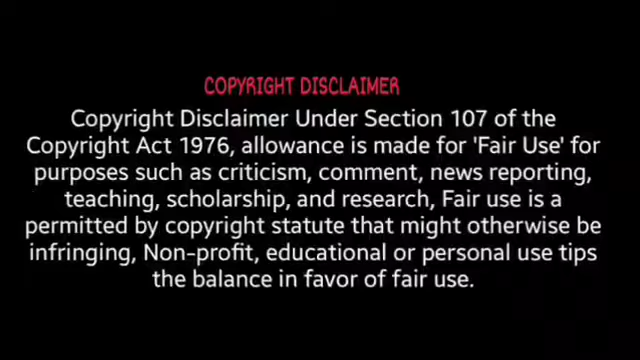 COPYRIGHT DISCLAIMER
Copyright Disclaimer Under Section 107 of the
Copyright Act 1976, allowance is made for 'Fair Use' for
purposes such as criticism, comment, news reporting,
teaching, scholarship, and research, Fair use is a
permitted by copyright statute that might otherwise be
infringing, Non-profit, educational or personal use tips
the balance in favor of fair use.